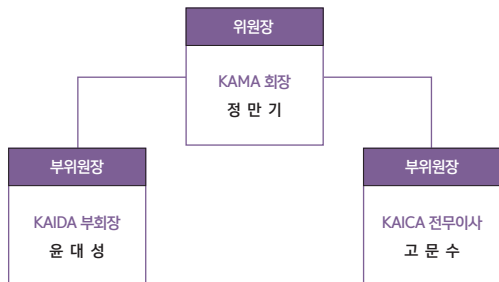 위원장
KAMA 회장
정 만 기
부위원장
KAIDA 부회장
윤 대 성
부위원장
KAICA 전무이사
고 문 수